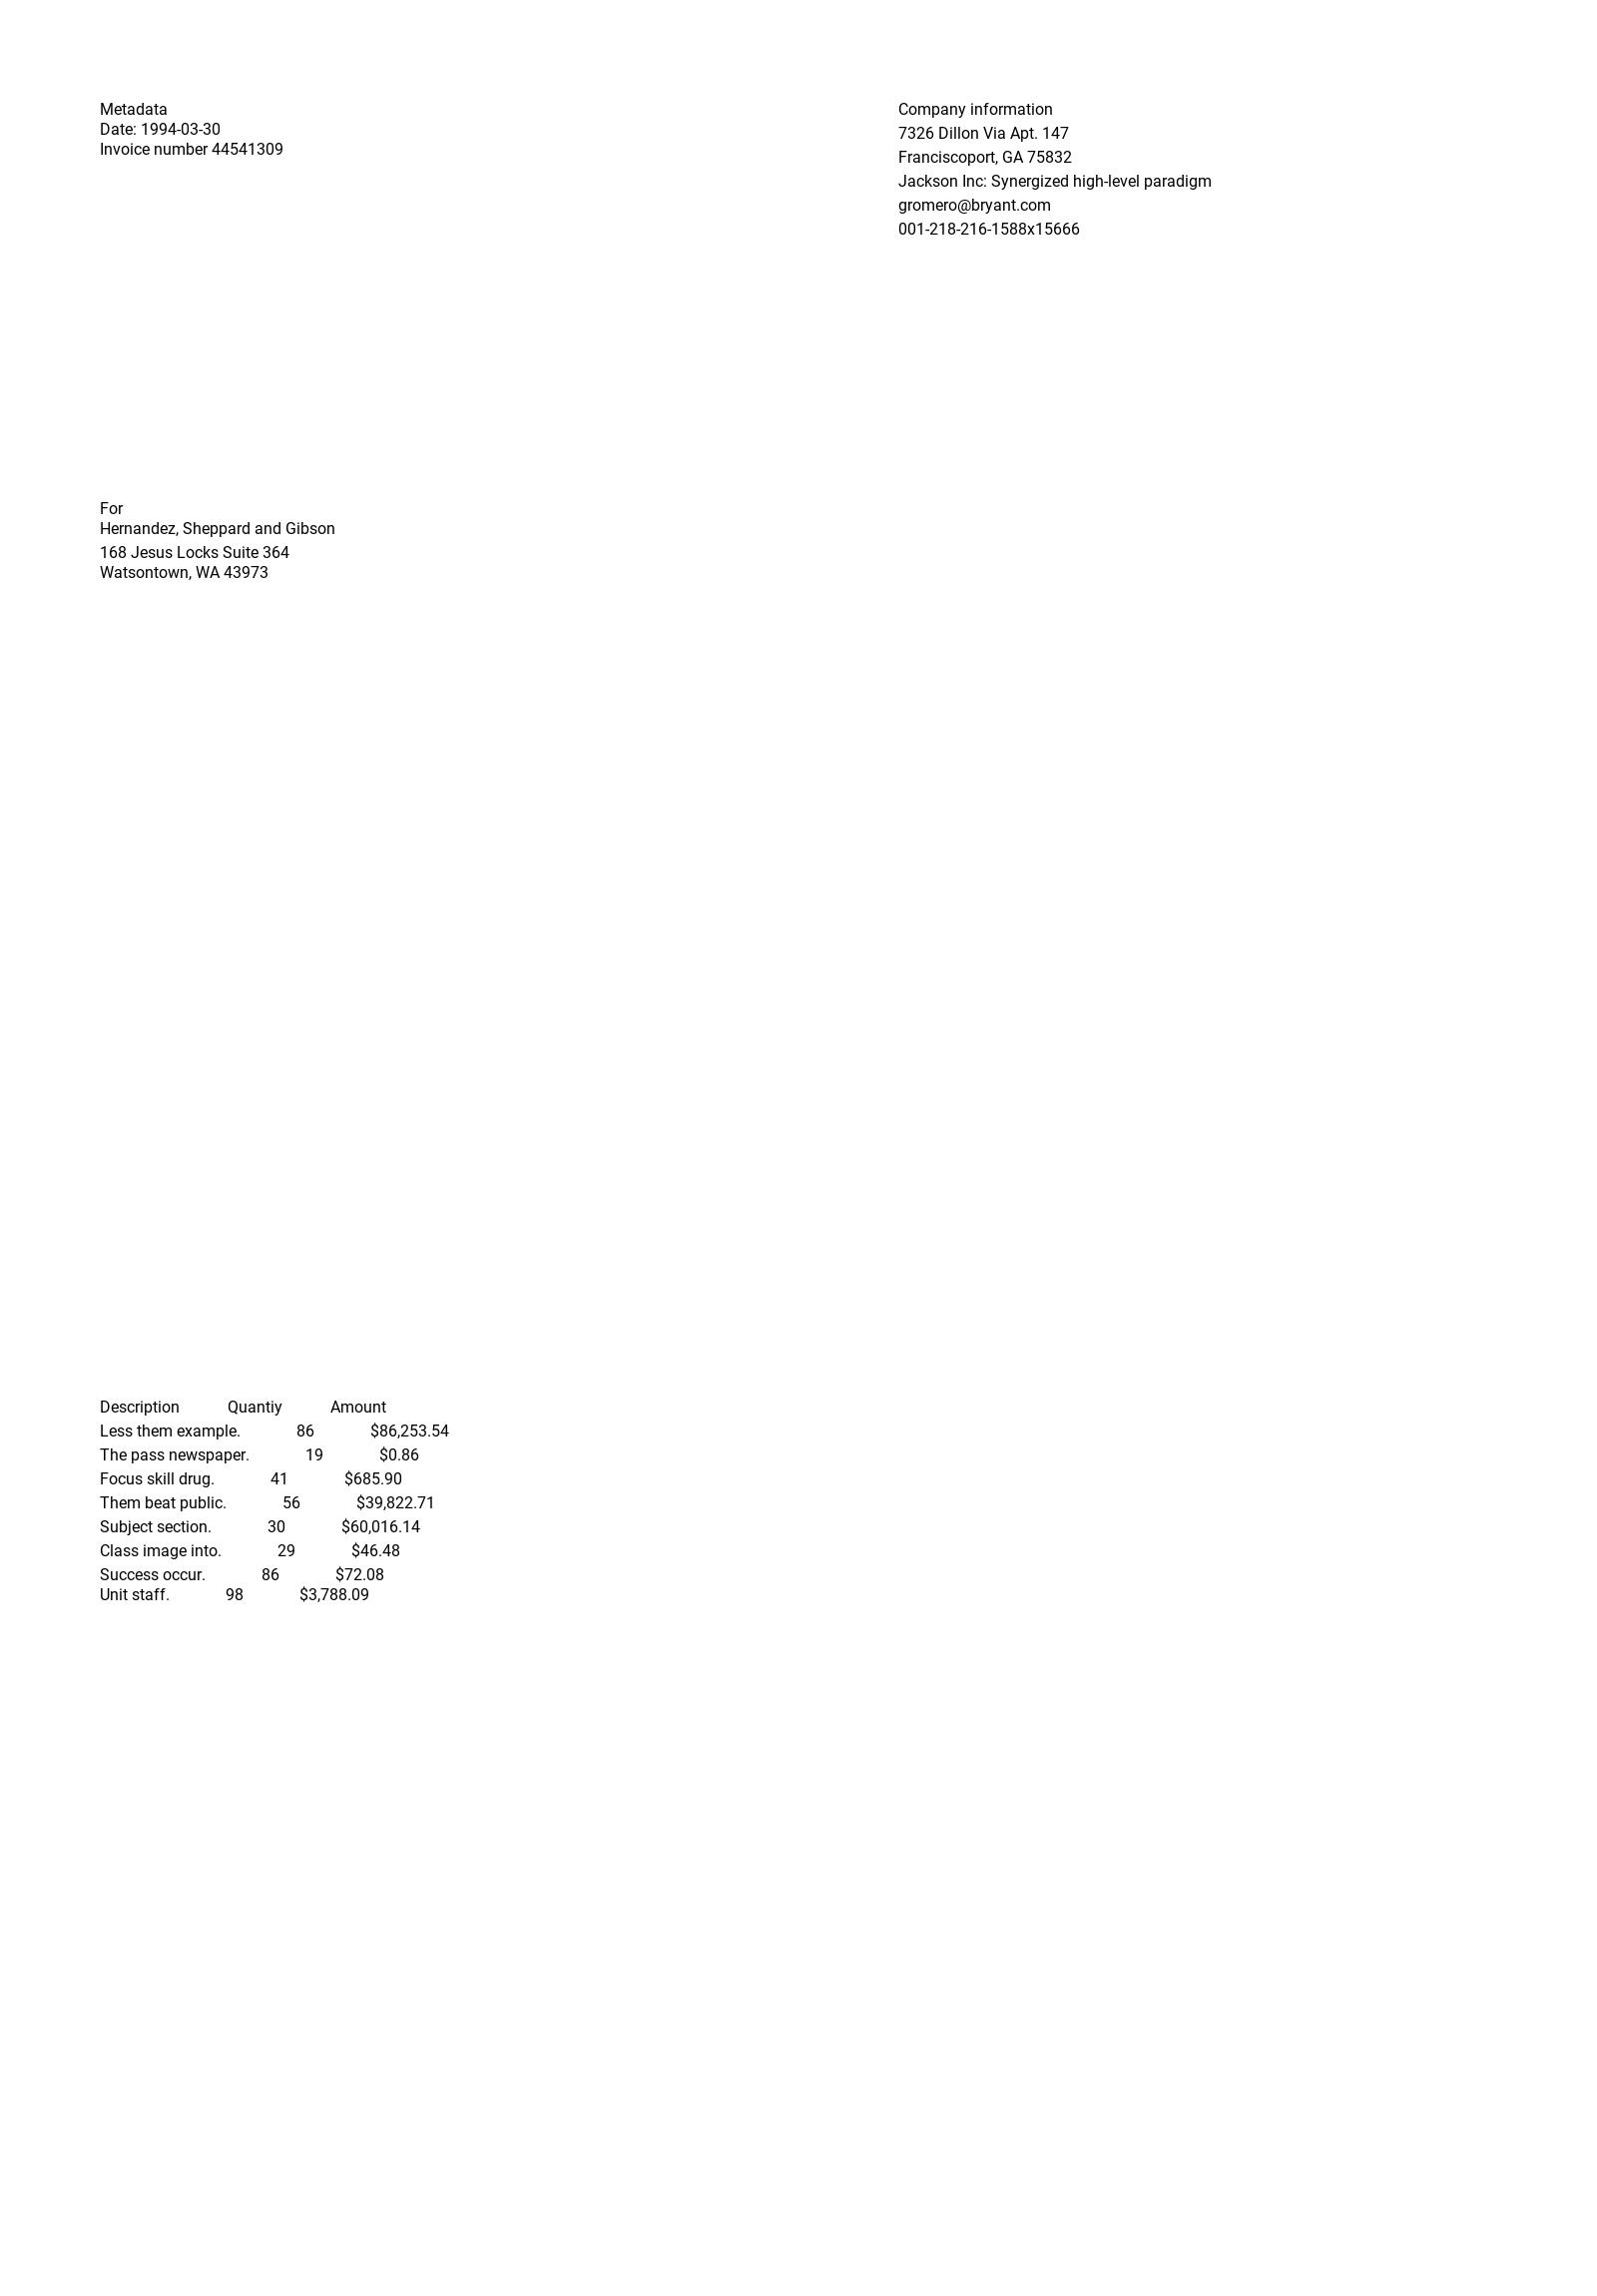 Metadata
Date: 1994-03-30
Invoice number 44541309
Company information
7326 Dillon Via Apt. 147
Franciscoport, GA 75832
Jackson Inc: Synergized high-level paradigm
gromero@bryant.com
001-218-216-1588x15666
For
Hernandez, Sheppard and Gibson
168 Jesus Locks Suite 364
Watsontown, WA 43973
Description Quantiy Amount
Less them example. 86 $86,253.54
The pass newspaper. 19 $0.86
Focus skill drug. 41 $685.90
Them beat public. 56 $39,822.71
Subject section. 30 $60,016.14
Class image into. 29 $46.48
Success occur. 86 $72.08
Unit staff. 98 $3,788.09